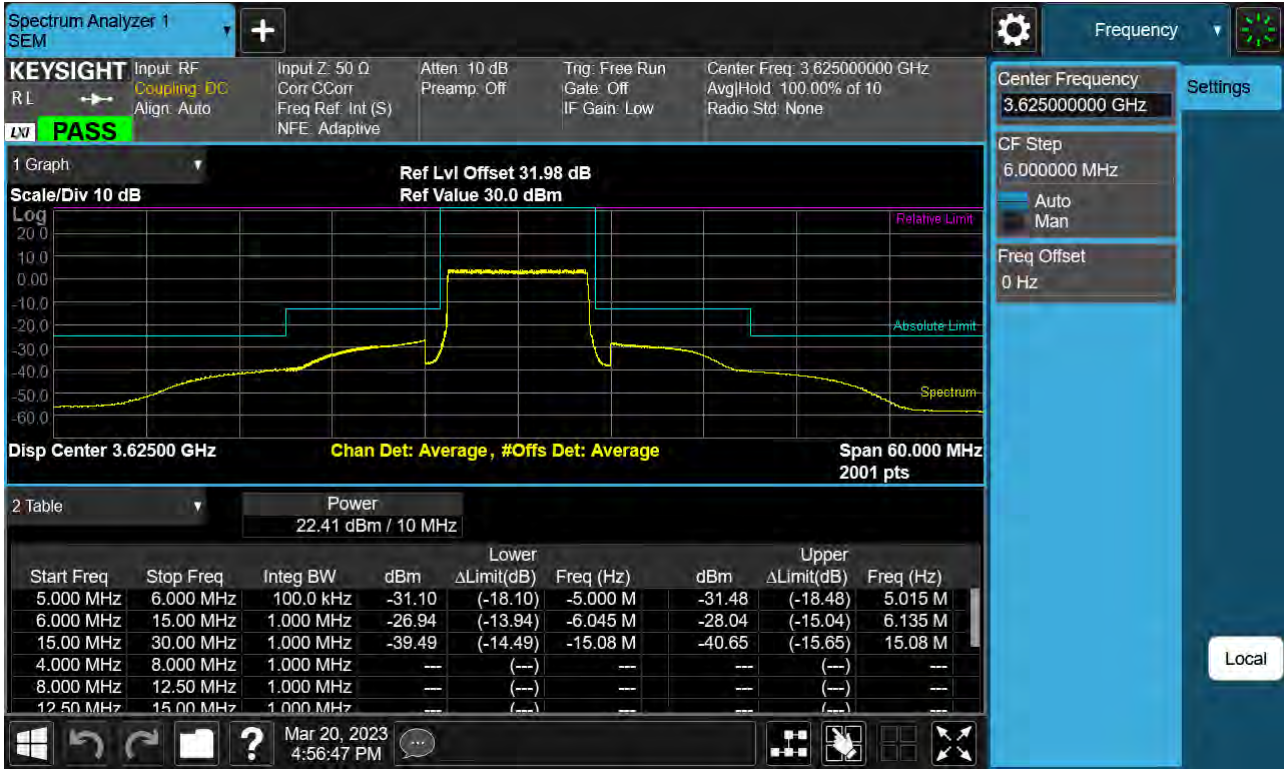 Spectrum Analyzer 1
SEM
Frequency
KEYSIGHT
R L
LXI
PASS
Input: RF
Coupling: DC
Align: Auto
Input Z: 50 Ω
Corr CCorr
Freq Ref: Int (S)
NFE: Adaptive
Atten: 10 dB
Preamp: Off
Trig: Free Run
Gate: Off
IF Gain: Low
Center Freq: 3.625000000 GHz
Avg|Hold: 100.00% of 10
Radio Std: None
Center Frequency
3.625000000 GHz
Settings
CF Step
6.000000 MHz
Auto
Man
Freq Offset
0 Hz
Local
1 Graph
Scale/Div 10 dB
Ref Lvl Offset 31.98 dB
Ref Value 30.0 dBm
Log
20.0
10.0
0.00
-10.0
-20.0
-30.0
-40.0
-50.0
-60.0
Relative Limit
Absolute Limit
Spectrum
Disp Center 3.62500 GHz
Chan Det: Average, #Offs Det: Average
Span 60.000 MHz
2001 pts
2 Table
Power
22.41 dBm / 10 MHz
Lower Upper
Start Freq Stop Freq Integ BW dBm ΔLimit(dB) Freq (Hz) dBm ΔLimit(dB) Freq (Hz)
5.000 MHz 6.000 MHz 100.0 kHz -31.10 (-18.10) -5.000 M -31.48 (-18.48) 5.015 M
6.000 MHz 15.00 MHz 1.000 MHz -26.94 (-13.94) -6.045 M -28.04 (-15.04) 6.135 M
15.00 MHz 30.00 MHz 1.000 MHz -39.49 (-14.49) -15.08 M -40.65 (-15.65) 15.08 M
4.000 MHz 8.000 MHz 1.000 MHz --- (---) --- --- (---) ---
8.000 MHz 12.50 MHz 1.000 MHz --- (---) --- --- (---) ---
12.50 MHz 15.00 MHz 1.000 MHz --- (---) --- --- (---) ---
Mar 20, 2023
4:56:47 PM